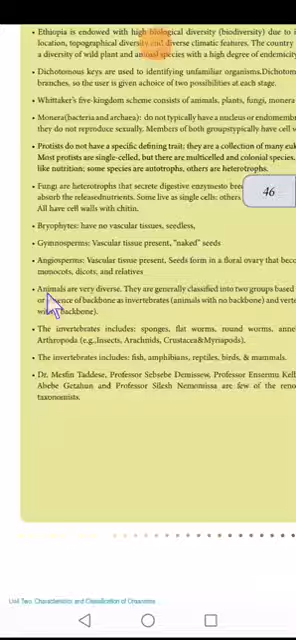 • Ethiopia is endowed with high biological diversity (biodiversity) due to i
location, topographical diversity and diverse climatic features. The country
a diversity of wild plant and animal species with a high degree of endemicity
• Dichotomous keys are used to identifying unfamiliar organisms.Dichotom
branches, so the user is given achoice of two possibilities at each stage.
• Whittaker's five-kingdom scheme consists of animals, plants, fungi, monera
• Monera(bacteria and archaea): do not typically have a nucleus or endomemb
they do not reproduce sexually. Members of both groupsitypically have cell w
• Protists do not have a specific defining trait; they are a collection of many euk
Most protists are single-celled, but there are multicelled and colonial species,
like nutrition: some species are autotrophs, others are heterotrophs.
• Fungi are heterotrophs that secrete digestive enzymesto bre
absorb the releasednutrients. Some live as single cells; others
All have cell walls with chitin.
46
• Bryophytes: have no vascular tissues, seedless,
• Gymnosperms: Vascular tissue present, "naked" seeds
• Angiosperms: Vascular tissue present, Seeds form in a floral ovary that beco
monocots, dicots, and relatives
• Animals are very diverse. They are generally classified into two groups based
or of backbone as invertebrates (animals with no backbone) and verte
backbone).
• The invertebrates includes: sponges, flat worms, round worms, anne
Arthropoda (e.g.,Insects, Arachnids, Crustacea&Myriapods).
• The invertebrates includes: fish, amphibians, reptiles, birds, & mammals.
• Dr. Mesfin Taddese, Professor Sebsebe Demissew, Professor Ensermu Kell
Abebe Getahun and Professor Silesh Nemomissa are few of the reno
taxonomists.
Unit Two: Characteristics and Classification of Organisms